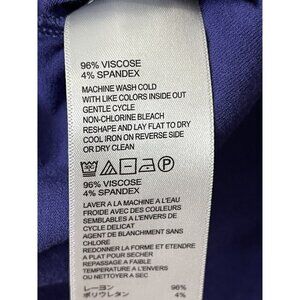 96% VISCOSE
4% SPANDEX
MACHINE WASH COLD
WITH LIKE COLORS INSIDE OUT
GENTLE CYCLE
NON-CHLORINE BLEACH
RESHAPE AND LAY FLAT TO DRY
COOL IRON ON REVERSE SIDE
OR DRY CLEAN
P
96% VISCOSE
4% SPANDEX
LAVER A LA MACHINE A L'EAU
FROIDE AVEC DES COULEURS
SEMBLABLES A L'ENVERS DE
CYCLE DELICAT
AGENT DE BLANCHIMENT SANS
CHLORE
REDONNER LA FORME ET ETENDRE
A PLAT POUR SECHER
REPASSAGE A FAIBLE
TEMPERATURE A L'ENVERS
OU NETTOYER A SEC
レーヨン 96%
ポリウレタン 4%